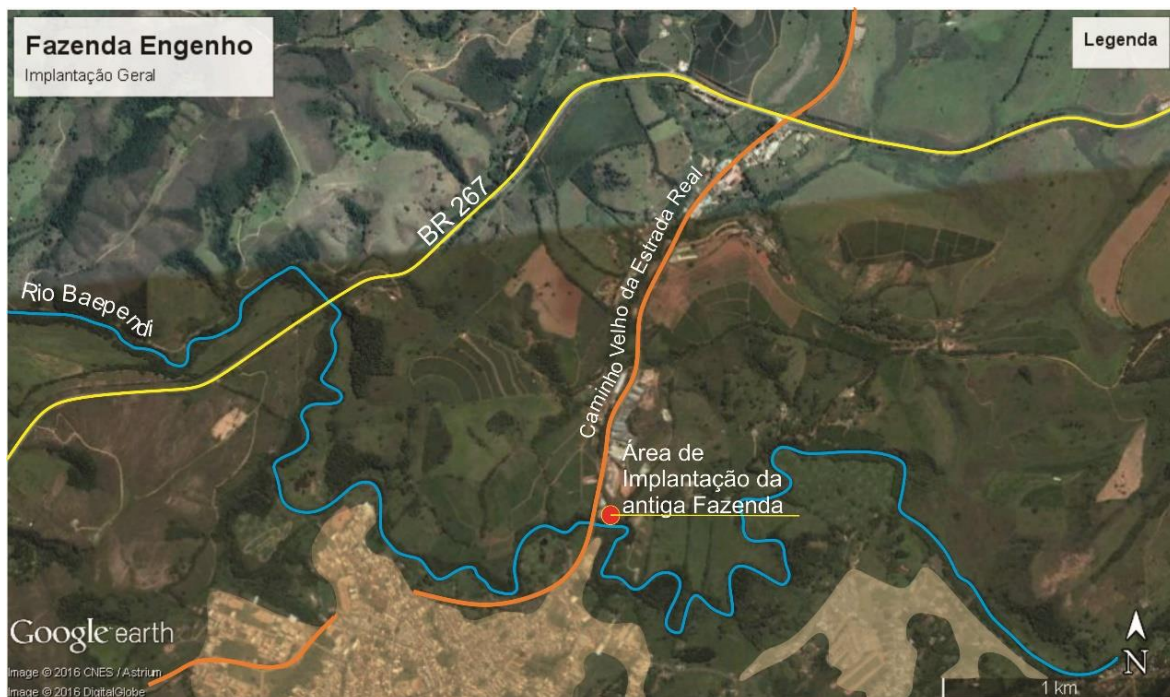 Fazenda Engenho
Implantação Geral
Legenda
BR 267
Rio Baependi
Caminho Velho da Estrada Real
Área de
Implantação da
antiga Fazenda
Google earth
Image © 2016 CNES / Astrium
Image © 2016 DigitalGlobe
N
1 km